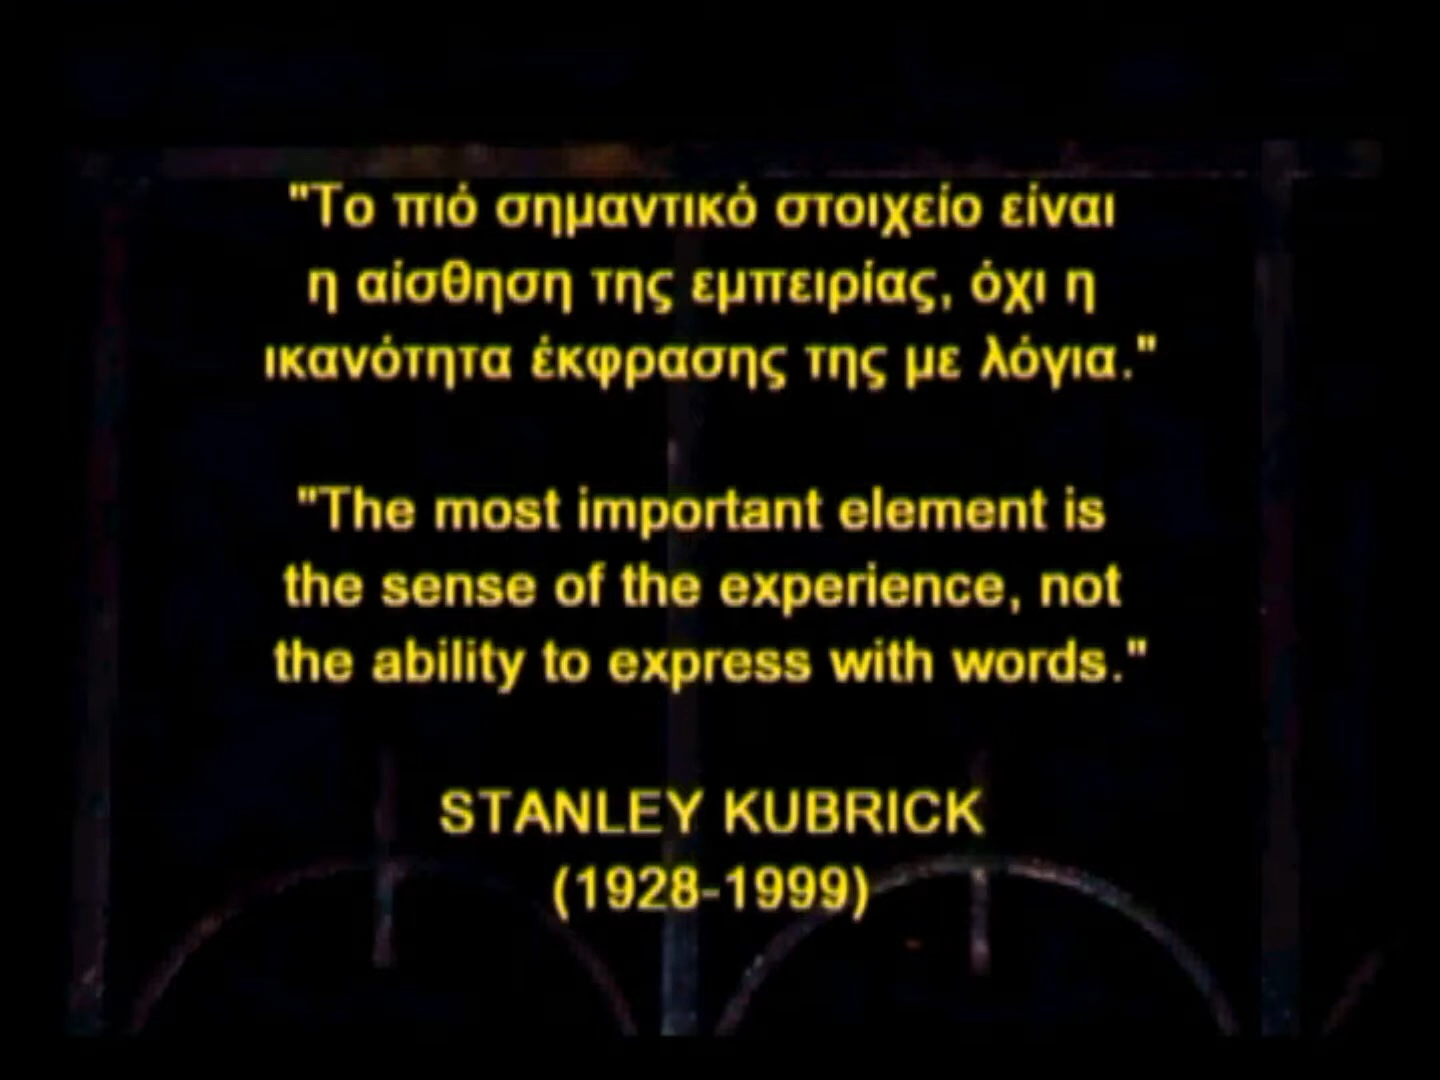 "Το πιό σημαντικό στοιχείο είναι
η αίσθηση της εμπειρίας, όχι η
ικανότητα έκφρασης της με λόγια."
"The most important element is
the sense of the experience, not
the ability to express with words."
STANLEY KUBRICK
(1928-1999)